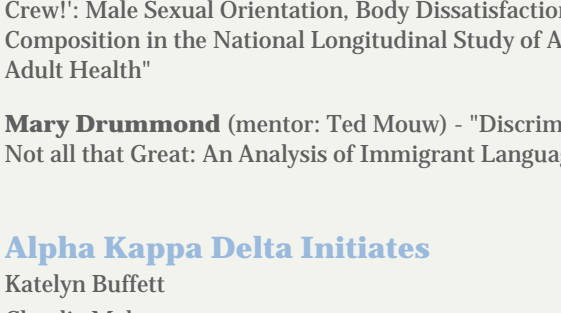 Crew!': Male Sexual Orientation, Body Dissatisfaction
Composition in the National Longitudinal Study of A
Adult Health"
Mary Drummond (mentor: Ted Mouw) - "Discrim
Not all that Great: An Analysis of Immigrant Langua
Alpha Kappa Delta Initiates
Katelyn Buffett